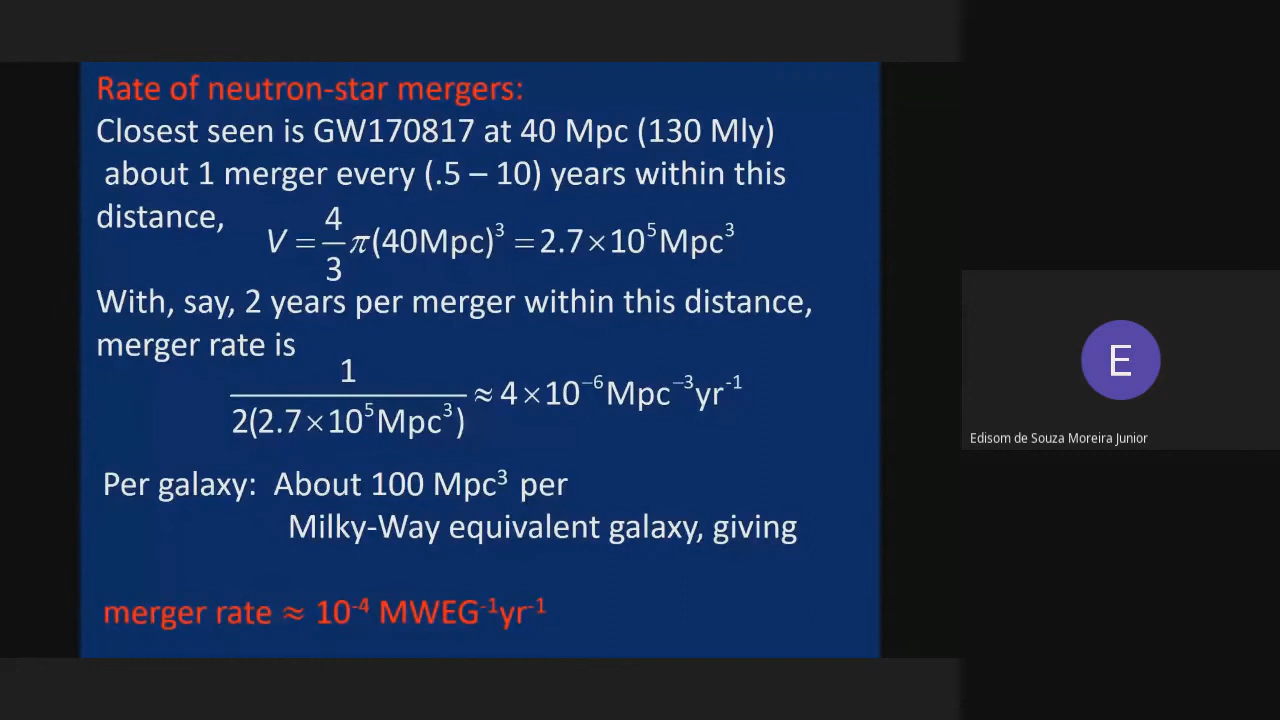 Rate of neutron-star mergers:
Closest seen is GW170817 at 40 Mpc (130 Mly)
about 1 merger every (.5 – 10) years within this
distance,
V = 4/3 π(40Mpc)³ = 2.7×10⁵Mpc³
With, say, 2 years per merger within this distance,
merger rate is
1/2(2.7×10⁵Mpc³) ≈ 4×10⁻⁶Mpc⁻³yr⁻¹
Per galaxy: About 100 Mpc³ per
Milky-Way equivalent galaxy, giving
merger rate ≈ 10⁻⁴ MWEG⁻¹yr⁻¹
E
Edisom de Souza Moreira Junior